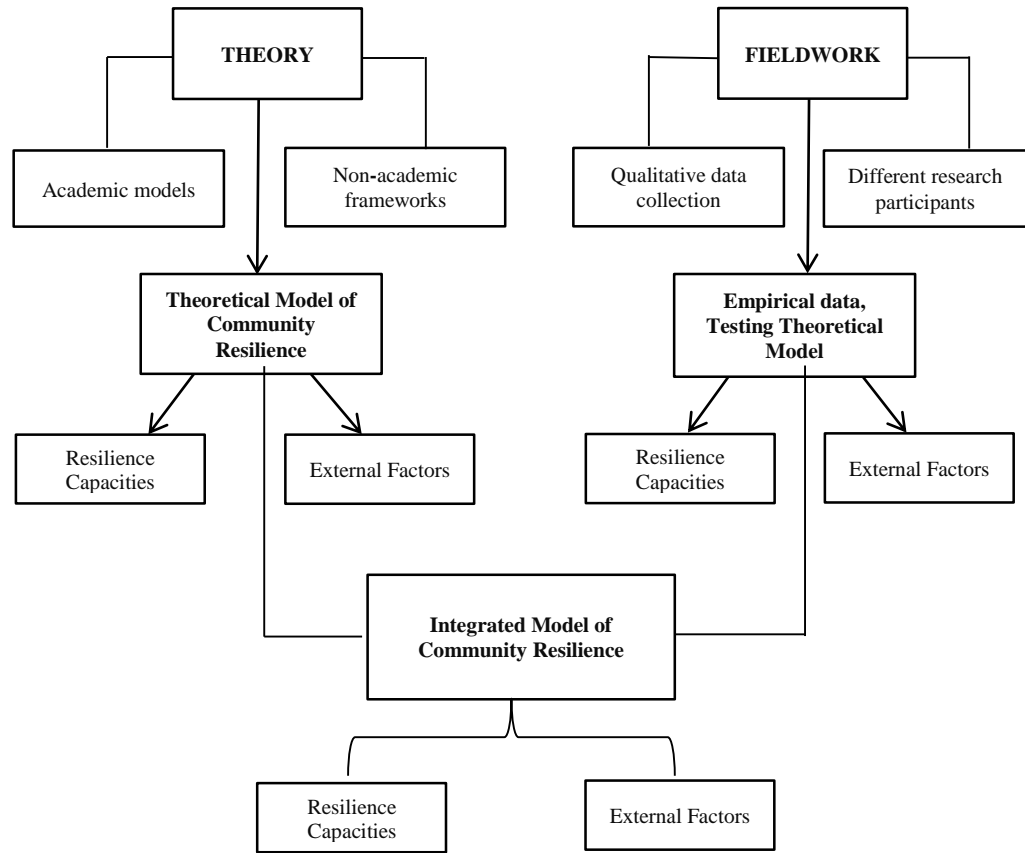 THEORY
FIELDWORK
Academic models
Non-academic
frameworks
Qualitative data
collection
Different research
participants
Theoretical Model of
Community
Resilience
Empirical data,
Testing Theoretical
Model
Resilience
Capacities
External Factors
Resilience
Capacities
External Factors
Integrated Model of
Community Resilience
Resilience
Capacities
External Factors